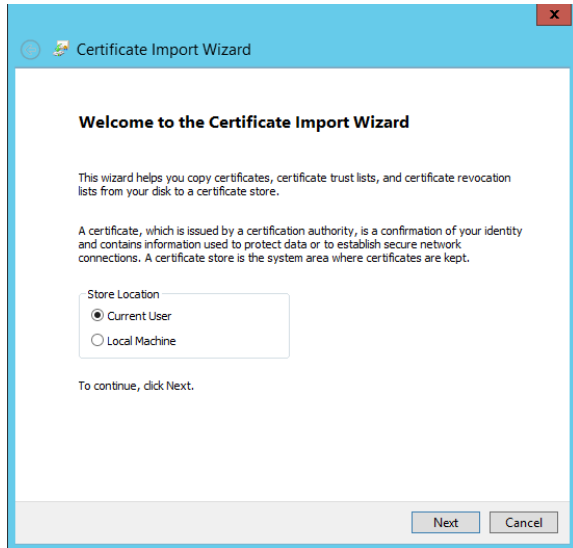 x
Certificate Import Wizard
Welcome to the Certificate Import Wizard
This wizard helps you copy certificates, certificate trust lists, and certificate revocation
lists from your disk to a certificate store.
A certificate, which is issued by a certification authority, is a confirmation of your identity
and contains information used to protect data or to establish secure network
connections. A certificate store is the system area where certificates are kept.
Store Location
Current User
Local Machine
To continue, click Next.
Next Cancel